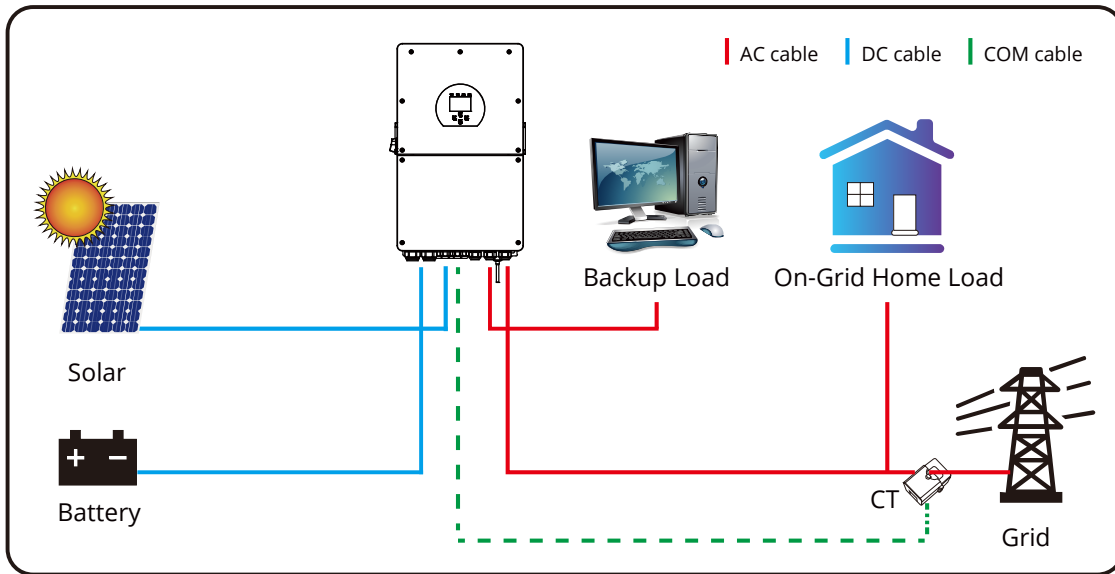 AC cable
DC cable
COM cable
Backup Load
On-Grid Home Load
Solar
Battery
CT
Grid